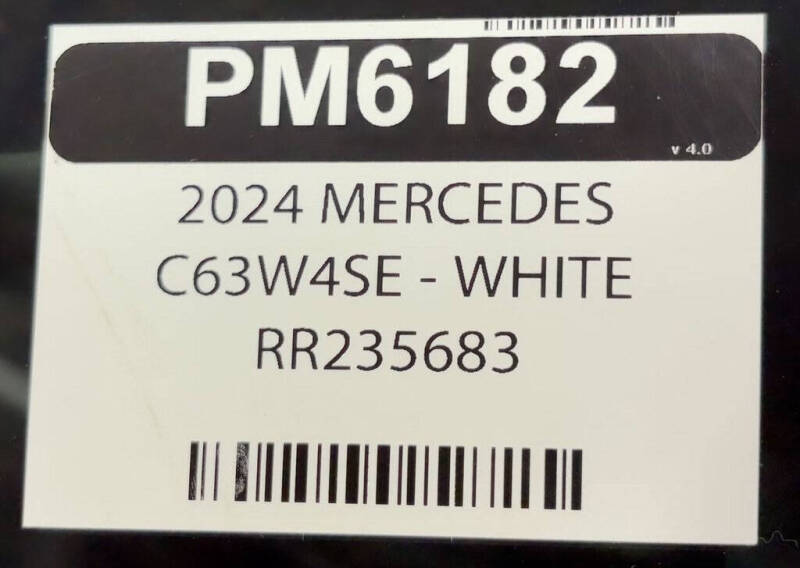 PM6182
v 4.0
2024 MERCEDES
C63W4SE - WHITE
RR235683